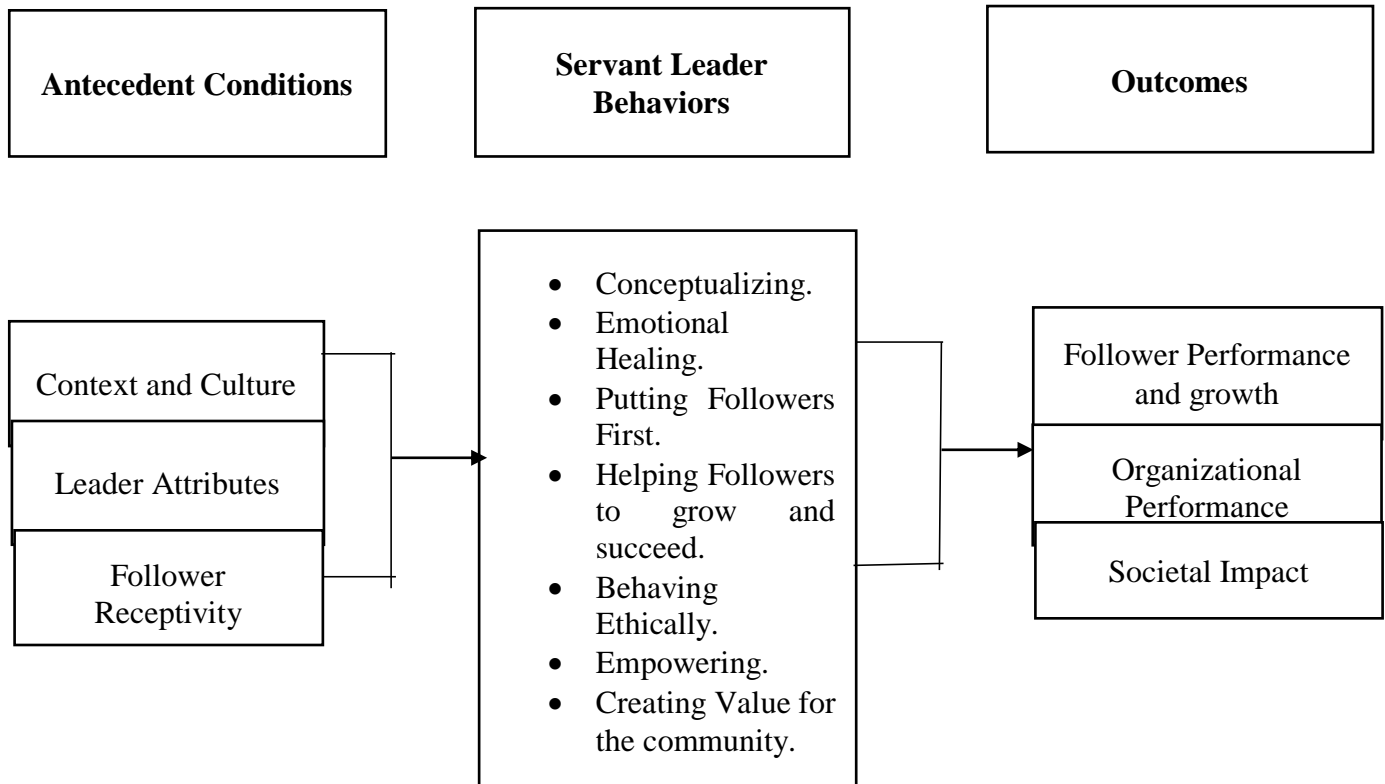 Antecedent Conditions
Servant Leader
Behaviors
Outcomes
Context and Culture
Leader Attributes
Follower
Receptivity
• Conceptualizing.
• Emotional
Healing.
• Putting Followers
First.
• Helping Followers
to grow and
succeed.
• Behaving
Ethically.
• Empowering.
• Creating Value for
the community.
Follower Performance
and growth
Organizational
Performance
Societal Impact